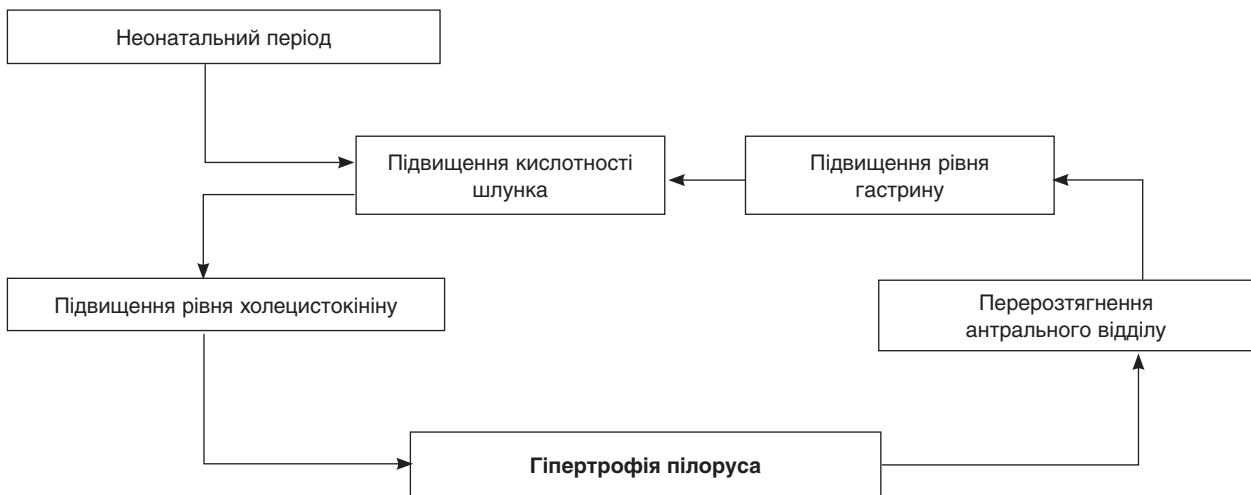 Неонатальний період
Підвищення кислотності
шлунка
Підвищення рівня
гастрину
Підвищення рівня холецистокініну
Перерозтягнення
антрального відділу
Гіпертрофія пілоруса